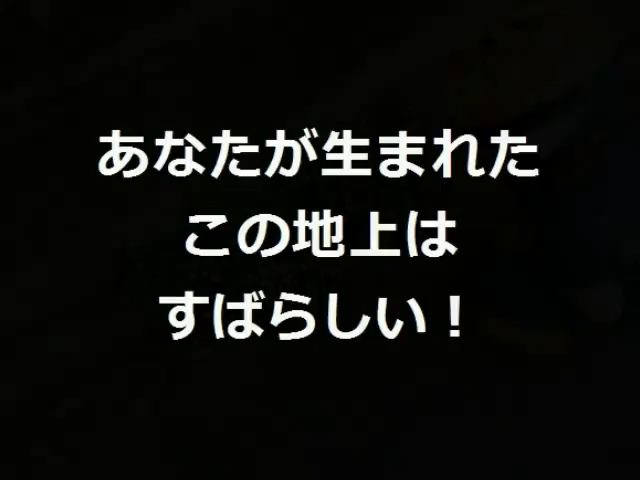 あなたが生まれた
この地上は
すばらしい！